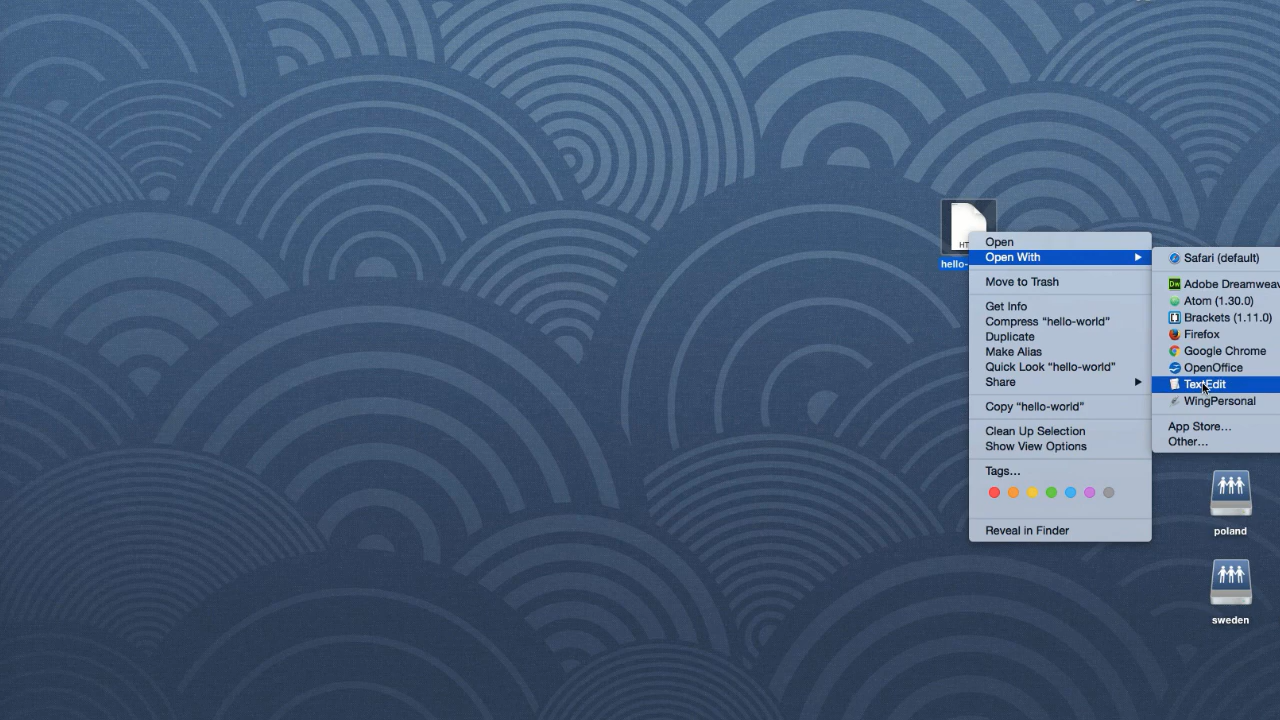 HT
hello-
Open
Open With
Move to Trash
Get Info
Compress “hello-world”
Duplicate
Make Alias
Quick Look “hello-world”
Share
Copy “hello-world”
Clean Up Selection
Show View Options
Tags...
Reveal in Finder
Safari (default)
Dw Adobe Dreamweav
Atom (1.30.0)
Brackets (1.11.0)
Firefox
Google Chrome
OpenOffice
TextEdit
WingPersonal
App Store...
Other...
poland
sweden